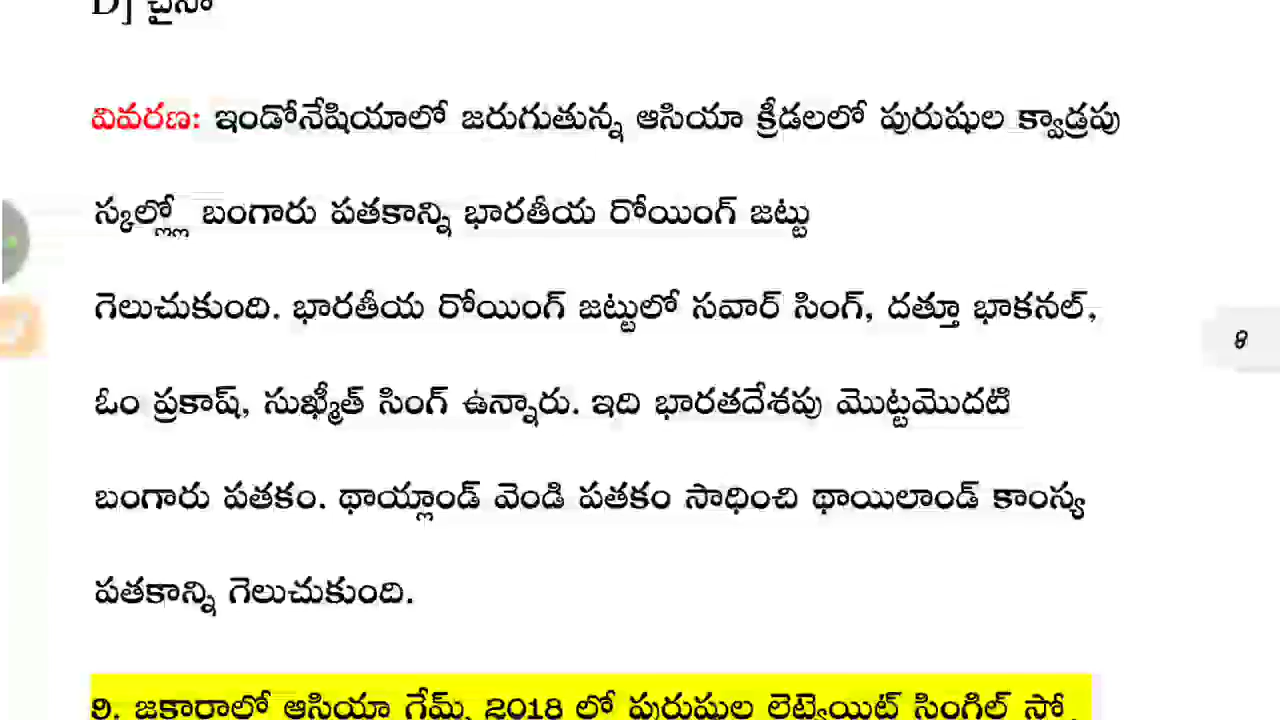 D] చైనా
వివరణ: ఇండోనేషియాలో జరుగుతున్న ఆసియా క్రీడలలో పురుషుల క్వాడ్రపు
స్కల్ల్లో బంగారు పతకాన్ని భారతీయ రోయింగ్ జట్టు
గెలుచుకుంది. భారతీయ రోయింగ్ జట్టులో సవార్ సింగ్, దత్తూ భాకనల్,
8
ఓం ప్రకాష్, సుఖ్మీత్ సింగ్ ఉన్నారు. ఇది భారతదేశపు మొట్టమొదటి
బంగారు పతకం. థాయ్లాండ్ వెండి పతకం సాధించి థాయిలాండ్ కాంస్య
పతకాన్ని గెలుచుకుంది.
9. జకార్తాలో ఆసియా గేమ్స్ 2018 లో పురుషుల లైట్వెయిట్ సింగిల్